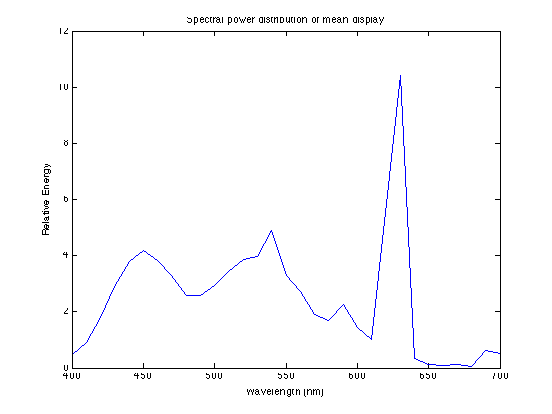 Spectral power distribution of mean display
12
10
8
6
4
2
0
Relative Energy
400 450 500 550 600 650 700
Wavelength (nm)